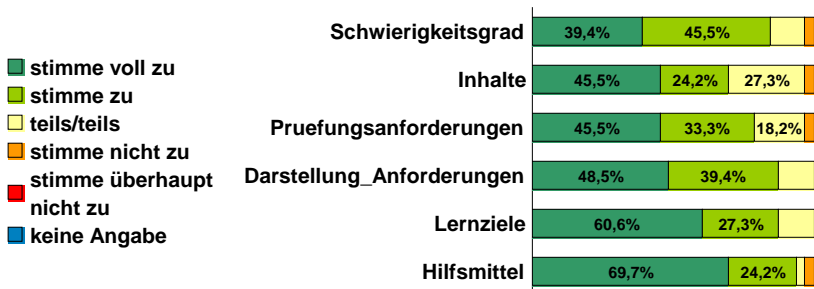 stimme voll zu
stimme zu
teils/teils
stimme nicht zu
stimme überhaupt
nicht zu
keine Angabe
Schwierigkeitsgrad 39,4% 45,5%
Inhalte 45,5% 24,2% 27,3%
Pruefungsanforderungen 45,5% 33,3% 18,2%
Darstellung_Anforderungen 48,5% 39,4%
Lernziele 60,6% 27,3%
Hilfsmittel 69,7% 24,2%